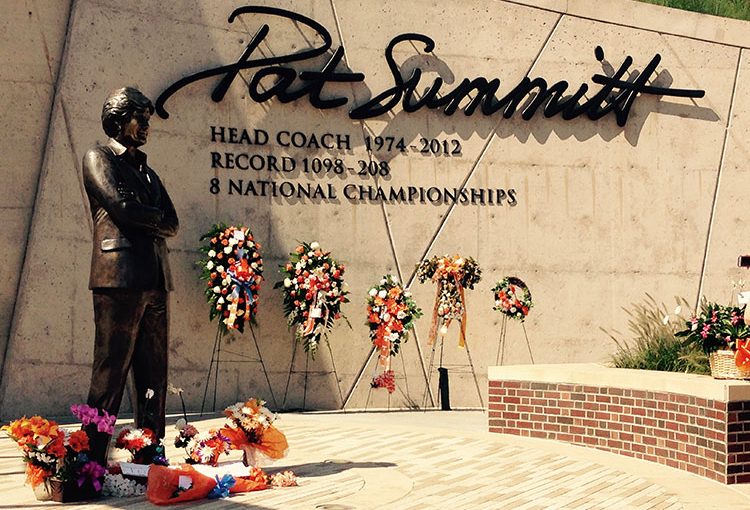 Pat Summitt
HEAD COACH 1974-2012
RECORD 1098-208
8 NATIONAL CHAMPIONSHIPS